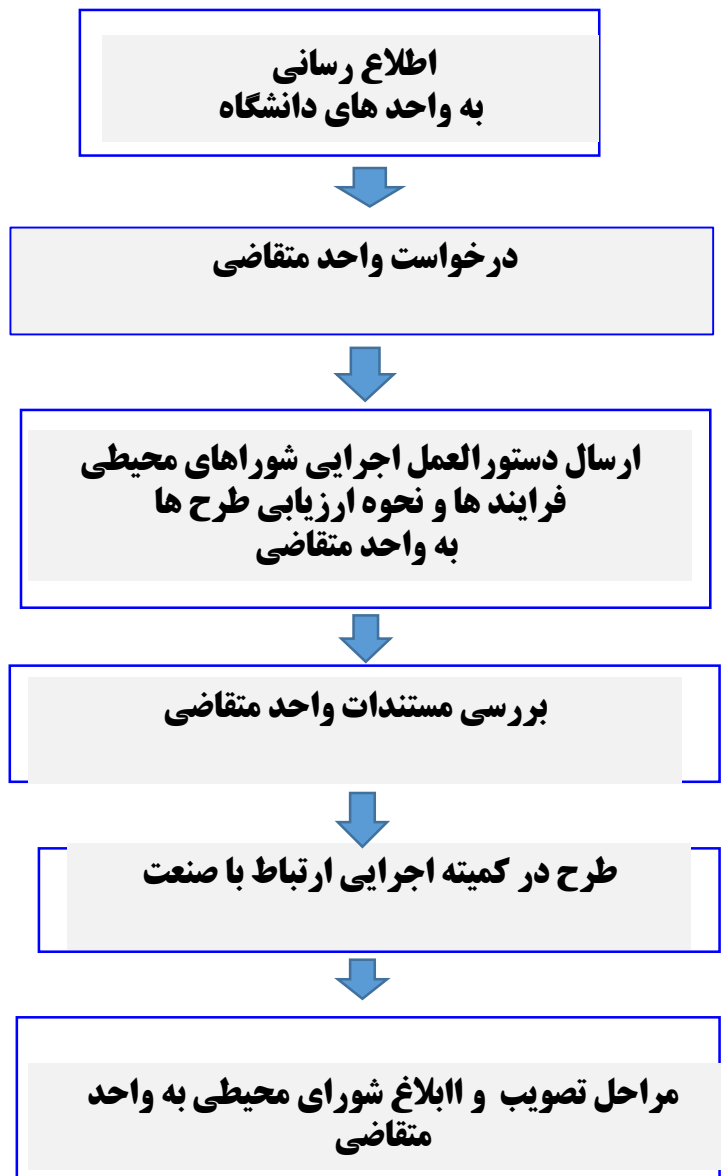 اطلاع رسانی
به واحد های دانشگاه
درخواست واحد متقاضی
ارسال دستورالعمل اجرایی شوراهای محیطی
فرایند ها و نحوه ارزیابی طرح ها
به واحد متقاضی
بررسی مستندات واحد متقاضی
طرح در کمیته اجرایی ارتباط با صنعت
مراحل تصویب و اابلاغ شورای محیطی به واحد
متقاضی